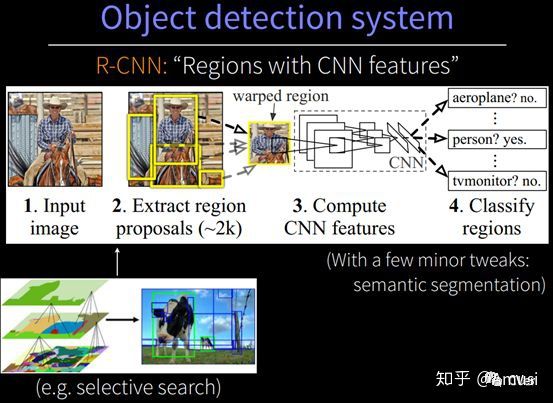 Object detection system
R-CNN: “Regions with CNN features”
warped region
aeroplane? no.
⋮
person? yes.
CNN
⋮
tvmonitor? no.
1. Input
image
2. Extract region
proposals (~2k)
3. Compute
CNN features
4. Classify
regions
(With a few minor tweaks:
semantic segmentation)
(e.g. selective search)
知乎